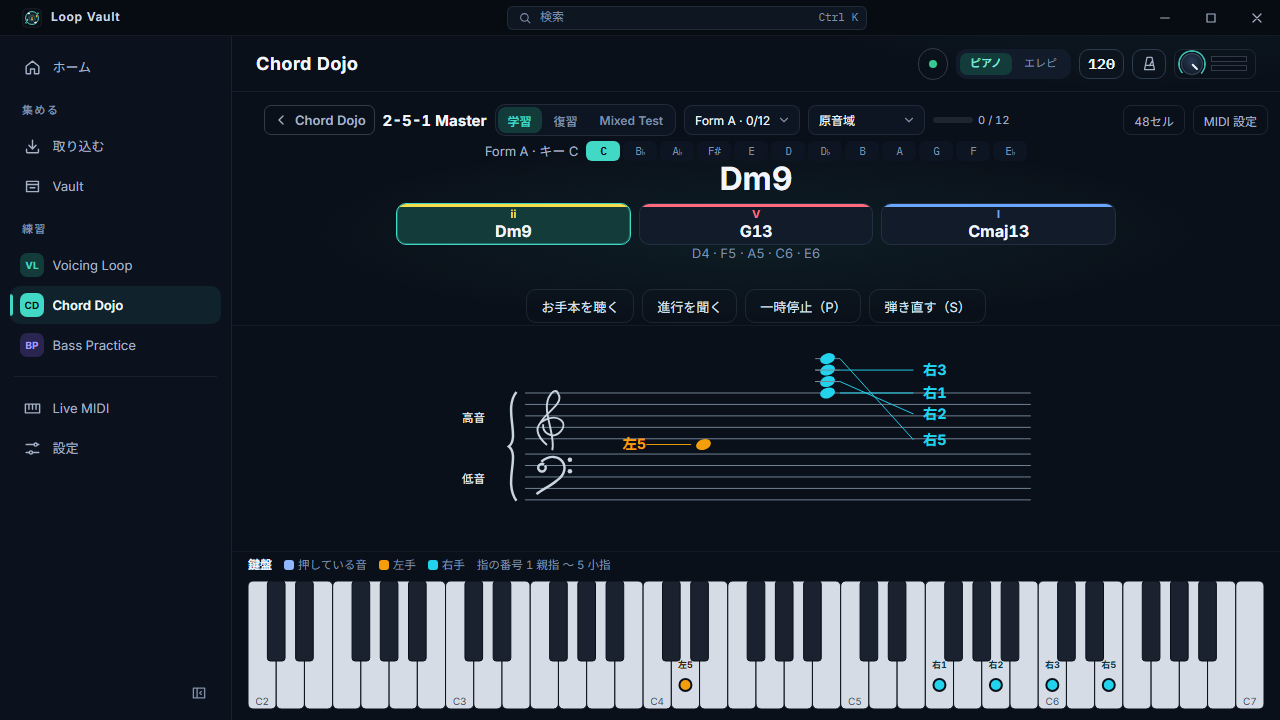 Loop Vault
検索
Ctrl K
ホーム
集める
取り込む
Vault
練習
VL Voicing Loop
CD Chord Dojo
BP Bass Practice
Live MIDI
設定
Chord Dojo
ピアノ エレピ
120
Chord Dojo
2-5-1 Master
学習 復習 Mixed Test
Form A · 0/12
原音域
0 / 12
48セル
MIDI 設定
Form A · キー C
C B♭ A♭ F# E D D♭ B A G F E♭
Dm9
ii
Dm9
V
G13
I
Cmaj13
D4 · F5 · A5 · C6 · E6
お手本を聴く 進行を聞く 一時停止（P） 弾き直す（S）
高音
低音
左5
右3
右1
右2
右5
鍵盤 押している音 左手 右手 指の番号 1 親指 〜 5 小指
左5 右1 右2 右3 右5
C2 C3 C4 C5 C6 C7